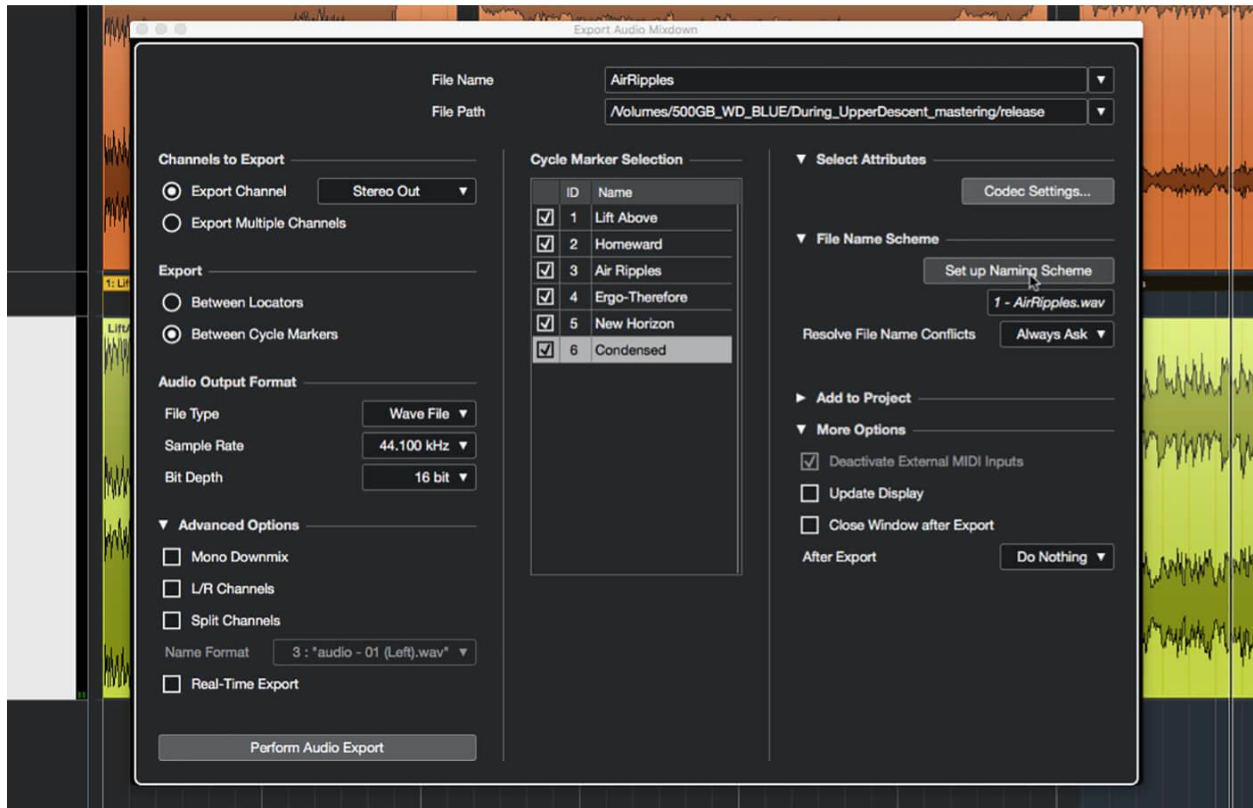 Export Audio Mixdown
File Name AirRipples
File Path /Volumes/500GB_WD_BLUE/During_UpperDescent_mastering/release
Channels to Export
Export Channel Stereo Out
Export Multiple Channels
Export
Between Locators
Between Cycle Markers
Audio Output Format
File Type Wave File
Sample Rate 44.100 kHz
Bit Depth 16 bit
Advanced Options
Mono Downmix
L/R Channels
Split Channels
Name Format 3 : "audio - 01 (Left).wav"
Real-Time Export
Perform Audio Export
Cycle Marker Selection
ID Name
1 Lift Above
2 Homeward
3 Air Ripples
4 Ergo-Therefore
5 New Horizon
6 Condensed
Select Attributes
Codec Settings...
File Name Scheme
Set up Naming Scheme
1 - AirRipples.wav
Resolve File Name Conflicts Always Ask
Add to Project
More Options
Deactivate External MIDI Inputs
Update Display
Close Window after Export
After Export Do Nothing